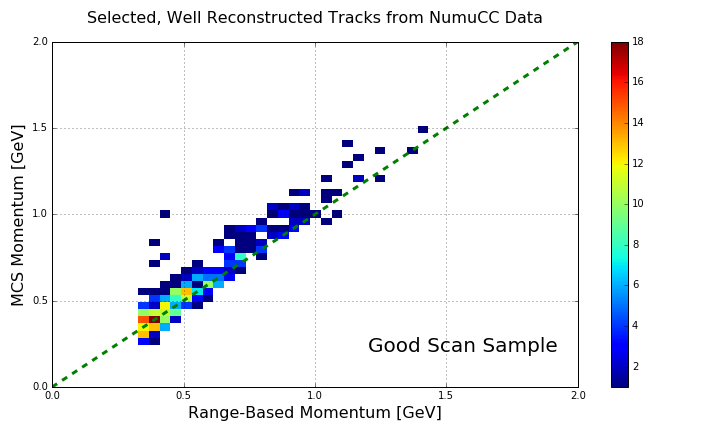 Selected, Well Reconstructed Tracks from NumuCC Data
2.0
1.5
1.0
0.5
0.0
MCS Momentum [GeV]
Good Scan Sample
0.0 0.5 1.0 1.5 2.0
Range-Based Momentum [GeV]
18
16
14
12
10
8
6
4
2